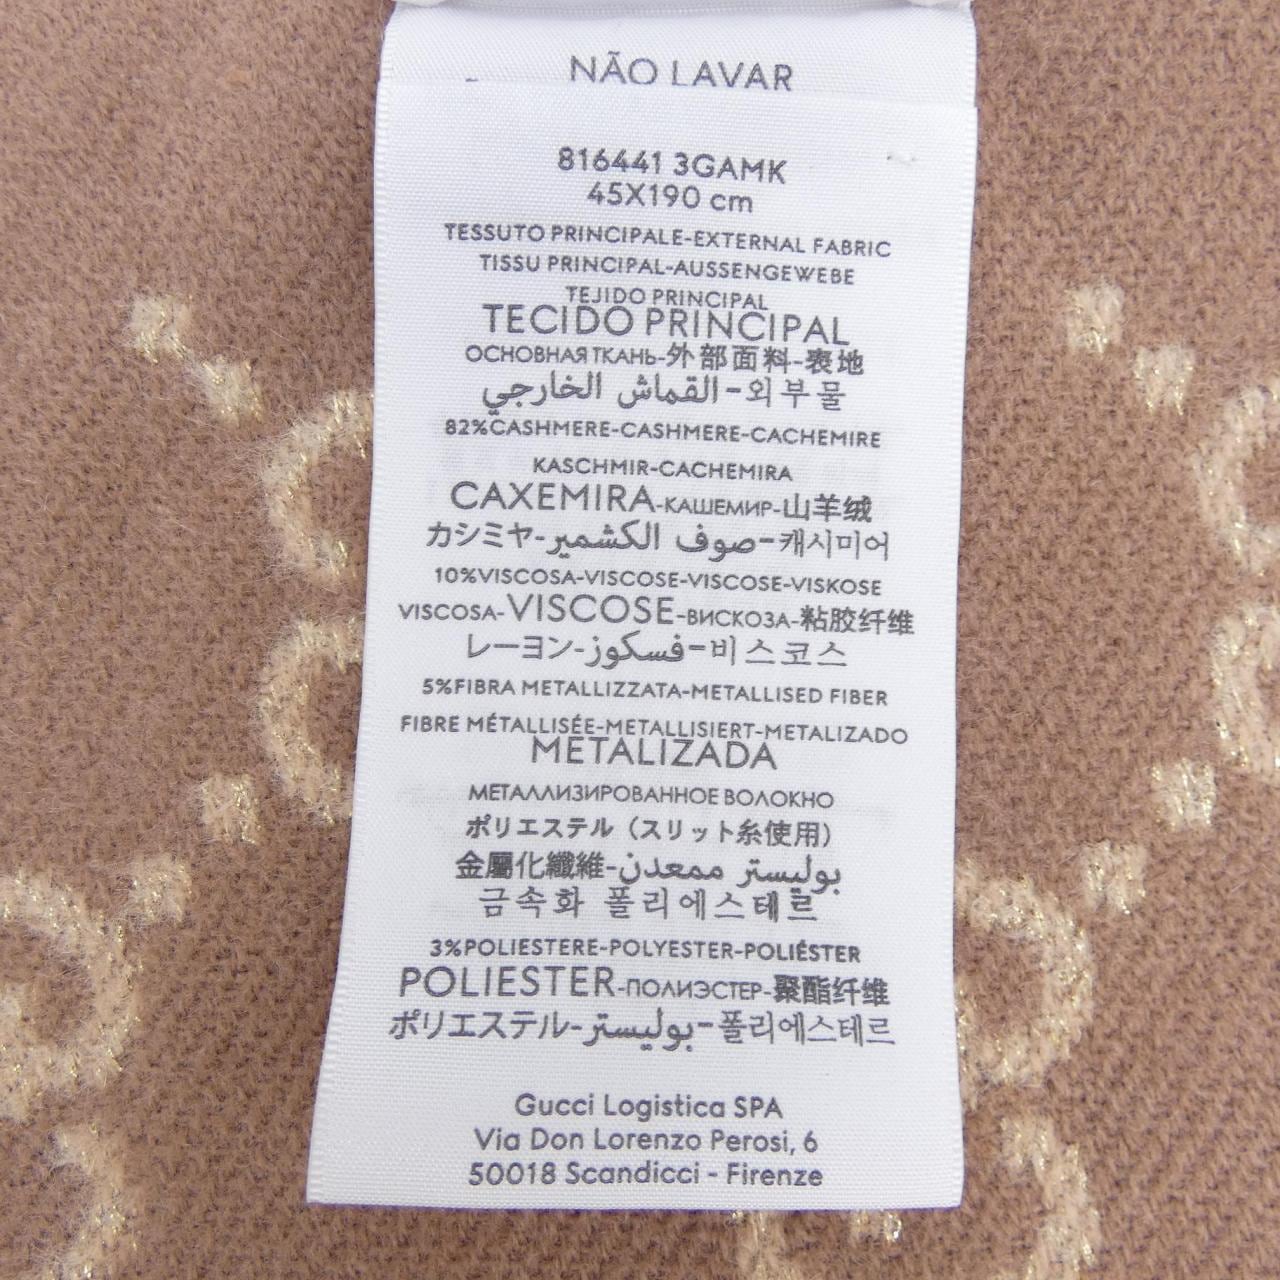 NÃO LAVAR
816441 3GAMK
45X190 cm
TESSUTO PRINCIPALE-EXTERNAL FABRIC
TISSU PRINCIPAL-AUSSENGEWEBE
TEJIDO PRINCIPAL
TECIDO PRINCIPAL
ОСНОВНАЯ ТКАНЬ-外部面料-表地
القماش الخارجي-외부물
82%CASHMERE-CASHMERE-CACHEMIRE
KASCHMIR-CACHEMIRA
CAXEMIRA-КАШЕМИР-山羊绒
カシミヤ-صوف الكشمير-캐시미어
10%VISCOSA-VISCOSE-VISCOSE-VISKOSE
VISCOSA-VISCOSE-ВИСКОЗА-粘胶纤维
レーヨン-فسكوز-비스코스
5%FIBRA METALLIZZATA-METALLISED FIBER
FIBRE MÉTALLISÉE-METALLISIERT-METALIZADO
METALIZADA
МЕТАЛЛИЗИРОВАННОЕ ВОЛОКНО
ポリエステル（スリット糸使用）
金屬化纖維-بوليستر ممعدن
금속화 폴리에스테르
3%POLIESTERE-POLYESTER-POLIÉSTER
POLIESTER-ПОЛИЭСТЕР-聚酯纤维
ポリエステル-بوليستر-폴리에스테르
Gucci Logistica SPA
Via Don Lorenzo Perosi, 6
50018 Scandicci - Firenze